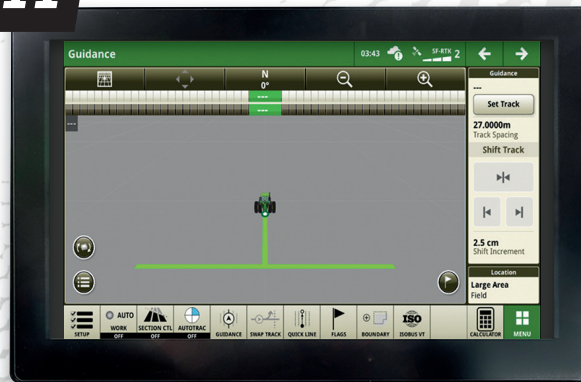 Guidance
03:43
SF-RTK 2
N
0°
---
---
---
Guidance
---
Set Track
27.0000m
Track Spacing
Shift Track
2.5 cm
Shift Increment
Location
Large Area
Field
SETUP
AUTO
WORK
OFF
SECTION CTL
OFF
AUTOTRAC
OFF
GUIDANCE
SWAP TRACK
QUICK LINE
FLAGS
BOUNDARY
ISO
ISOBUS VT
CALCULATOR
MENU